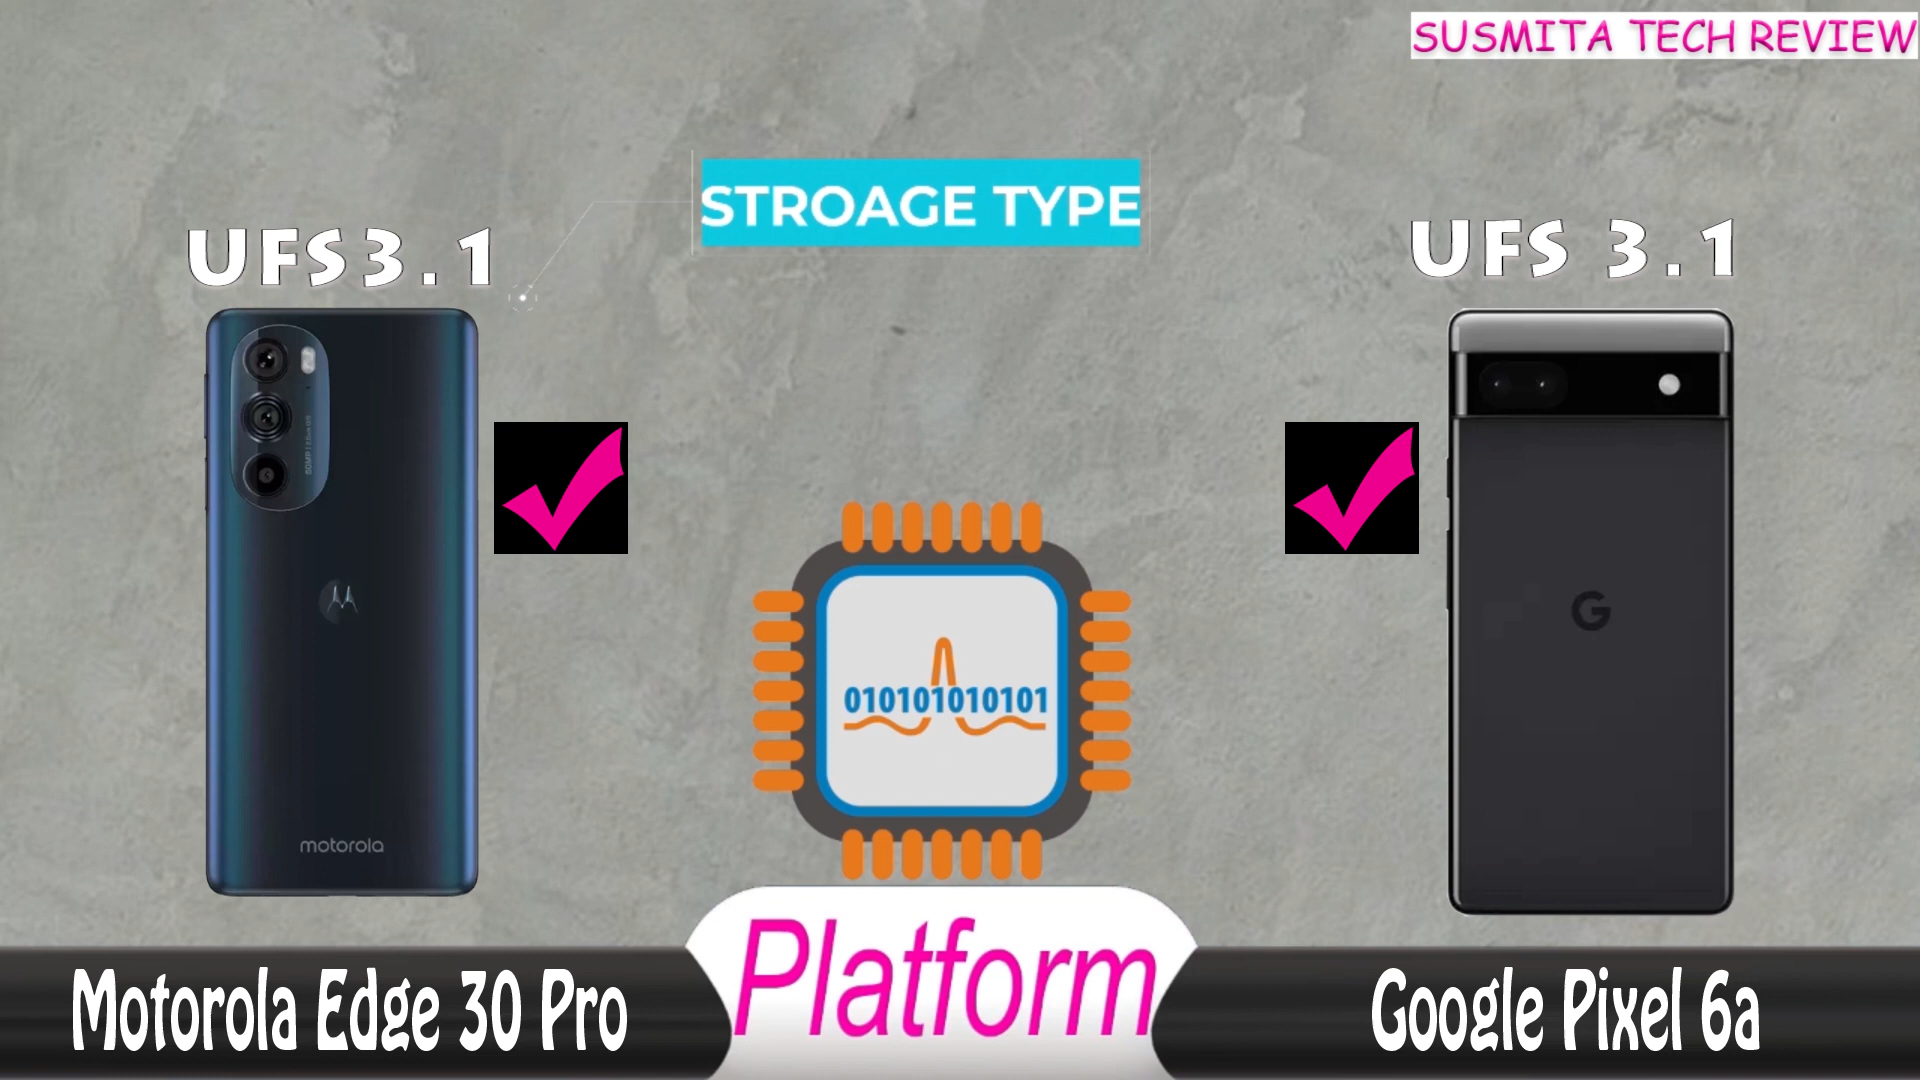 SUSMITA TECH REVIEW
STROAGE TYPE
UFS3.1
UFS 3.1
010101010101
motorola
G
Platform
Motorola Edge 30 Pro
Google Pixel 6a